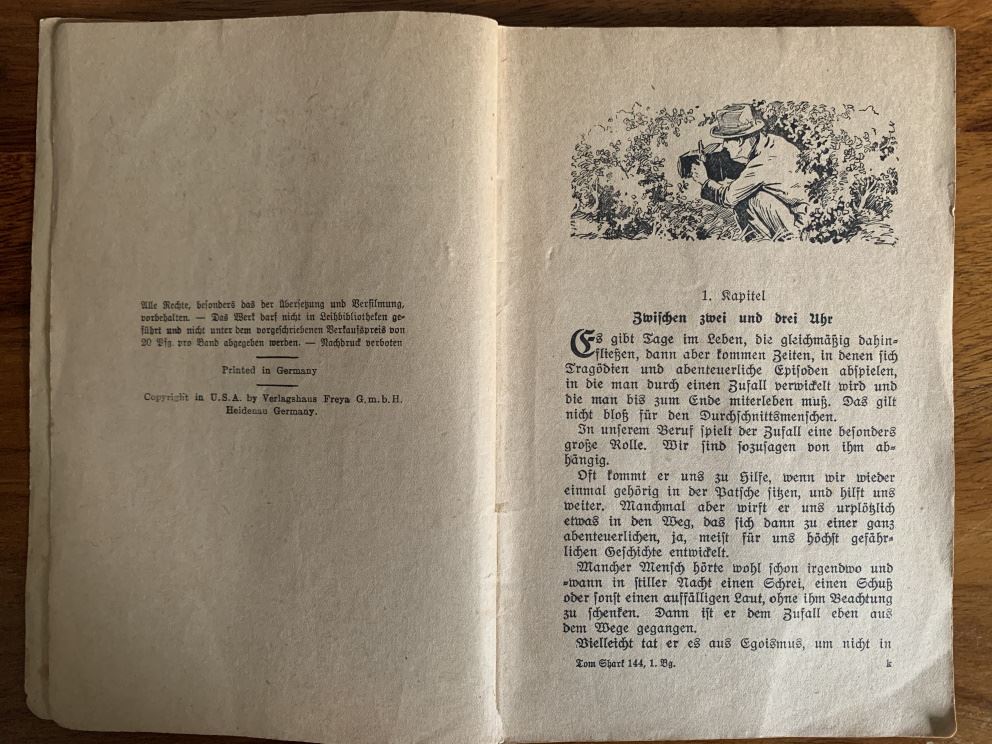 Alle Rechte, besonders das der Übersetzung und Verfilmung,
vorbehalten. — Das Werk darf nicht in Leihbibliotheken ge-
führt und nicht unter dem vorgeschriebenen Verkaufspreis von
20 Pfg. pro Band abgegeben werden. — Nachdruck verboten
Printed in Germany
Copyright in U.S.A. by Verlagshaus Freya G.m.b.H.
Heidenau Germany.
1. Kapitel
Zwischen zwei und drei Uhr
Es gibt Tage im Leben, die gleichmäßig dahin-
fließen, dann aber kommen Zeiten, in denen sich
Tragödien und abenteuerliche Episoden abspielen,
in die man durch einen Zufall verwickelt wird und
die man bis zum Ende miterleben muß. Das gilt
nicht bloß für den Durchschnittsmenschen.
In unserem Beruf spielt der Zufall eine besonders
große Rolle. Wir sind sozusagen von ihm ab-
hängig.
Oft kommt er uns zu Hilfe, wenn wir wieder
einmal gehörig in der Patsche sitzen, und hilft uns
weiter. Manchmal aber wirft er uns urplötzlich
etwas in den Weg, das sich dann zu einer ganz
abenteuerlichen, ja, meist für uns höchst gefähr-
lichen Geschichte entwickelt.
Mancher Mensch hörte wohl schon irgendwo und
-wann in stiller Nacht einen Schrei, einen Schuß
oder sonst einen auffälligen Laut, ohne ihm Beachtung
zu schenken. Dann ist er dem Zufall eben aus
dem Wege gegangen.
Vielleicht tat er es aus Egoismus, um nicht in
Tom Shark 144, 1. Bg. k